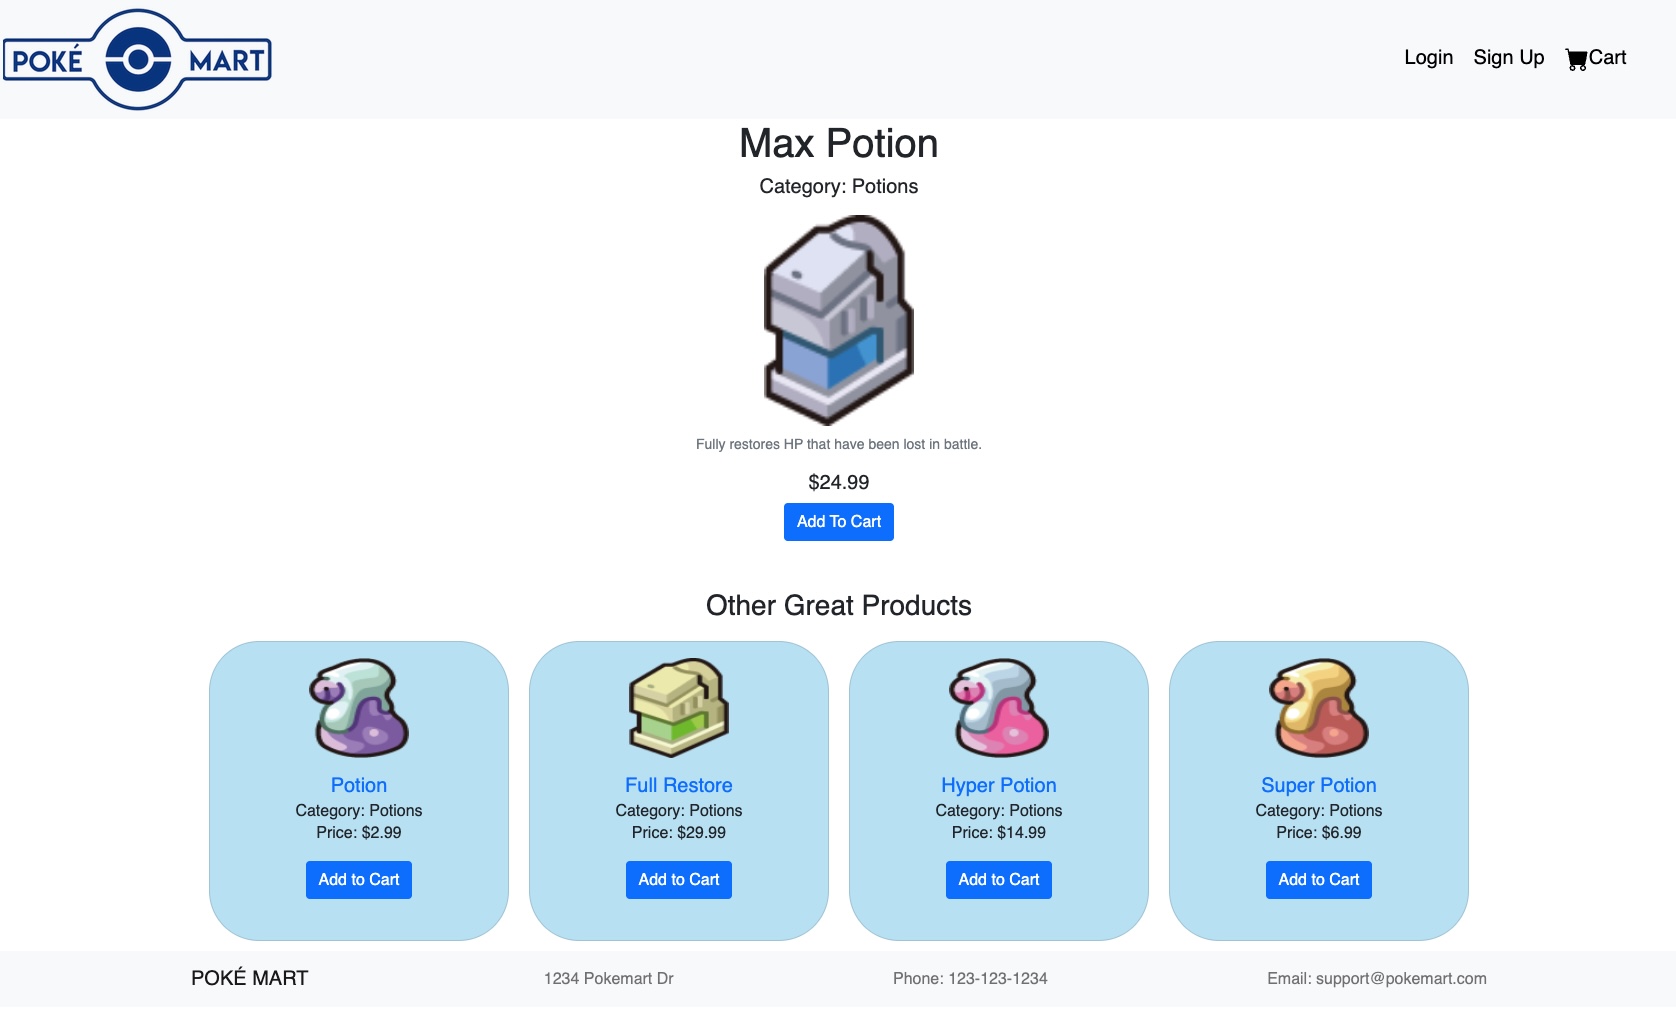 POKÉ MART
Login Sign Up Cart
Max Potion
Category: Potions
Fully restores HP that have been lost in battle.
$24.99
Add To Cart
Other Great Products
Potion
Category: Potions
Price: $2.99
Add to Cart
Full Restore
Category: Potions
Price: $29.99
Add to Cart
Hyper Potion
Category: Potions
Price: $14.99
Add to Cart
Super Potion
Category: Potions
Price: $6.99
Add to Cart
POKÉ MART
1234 Pokemart Dr
Phone: 123-123-1234
Email: support@pokemart.com